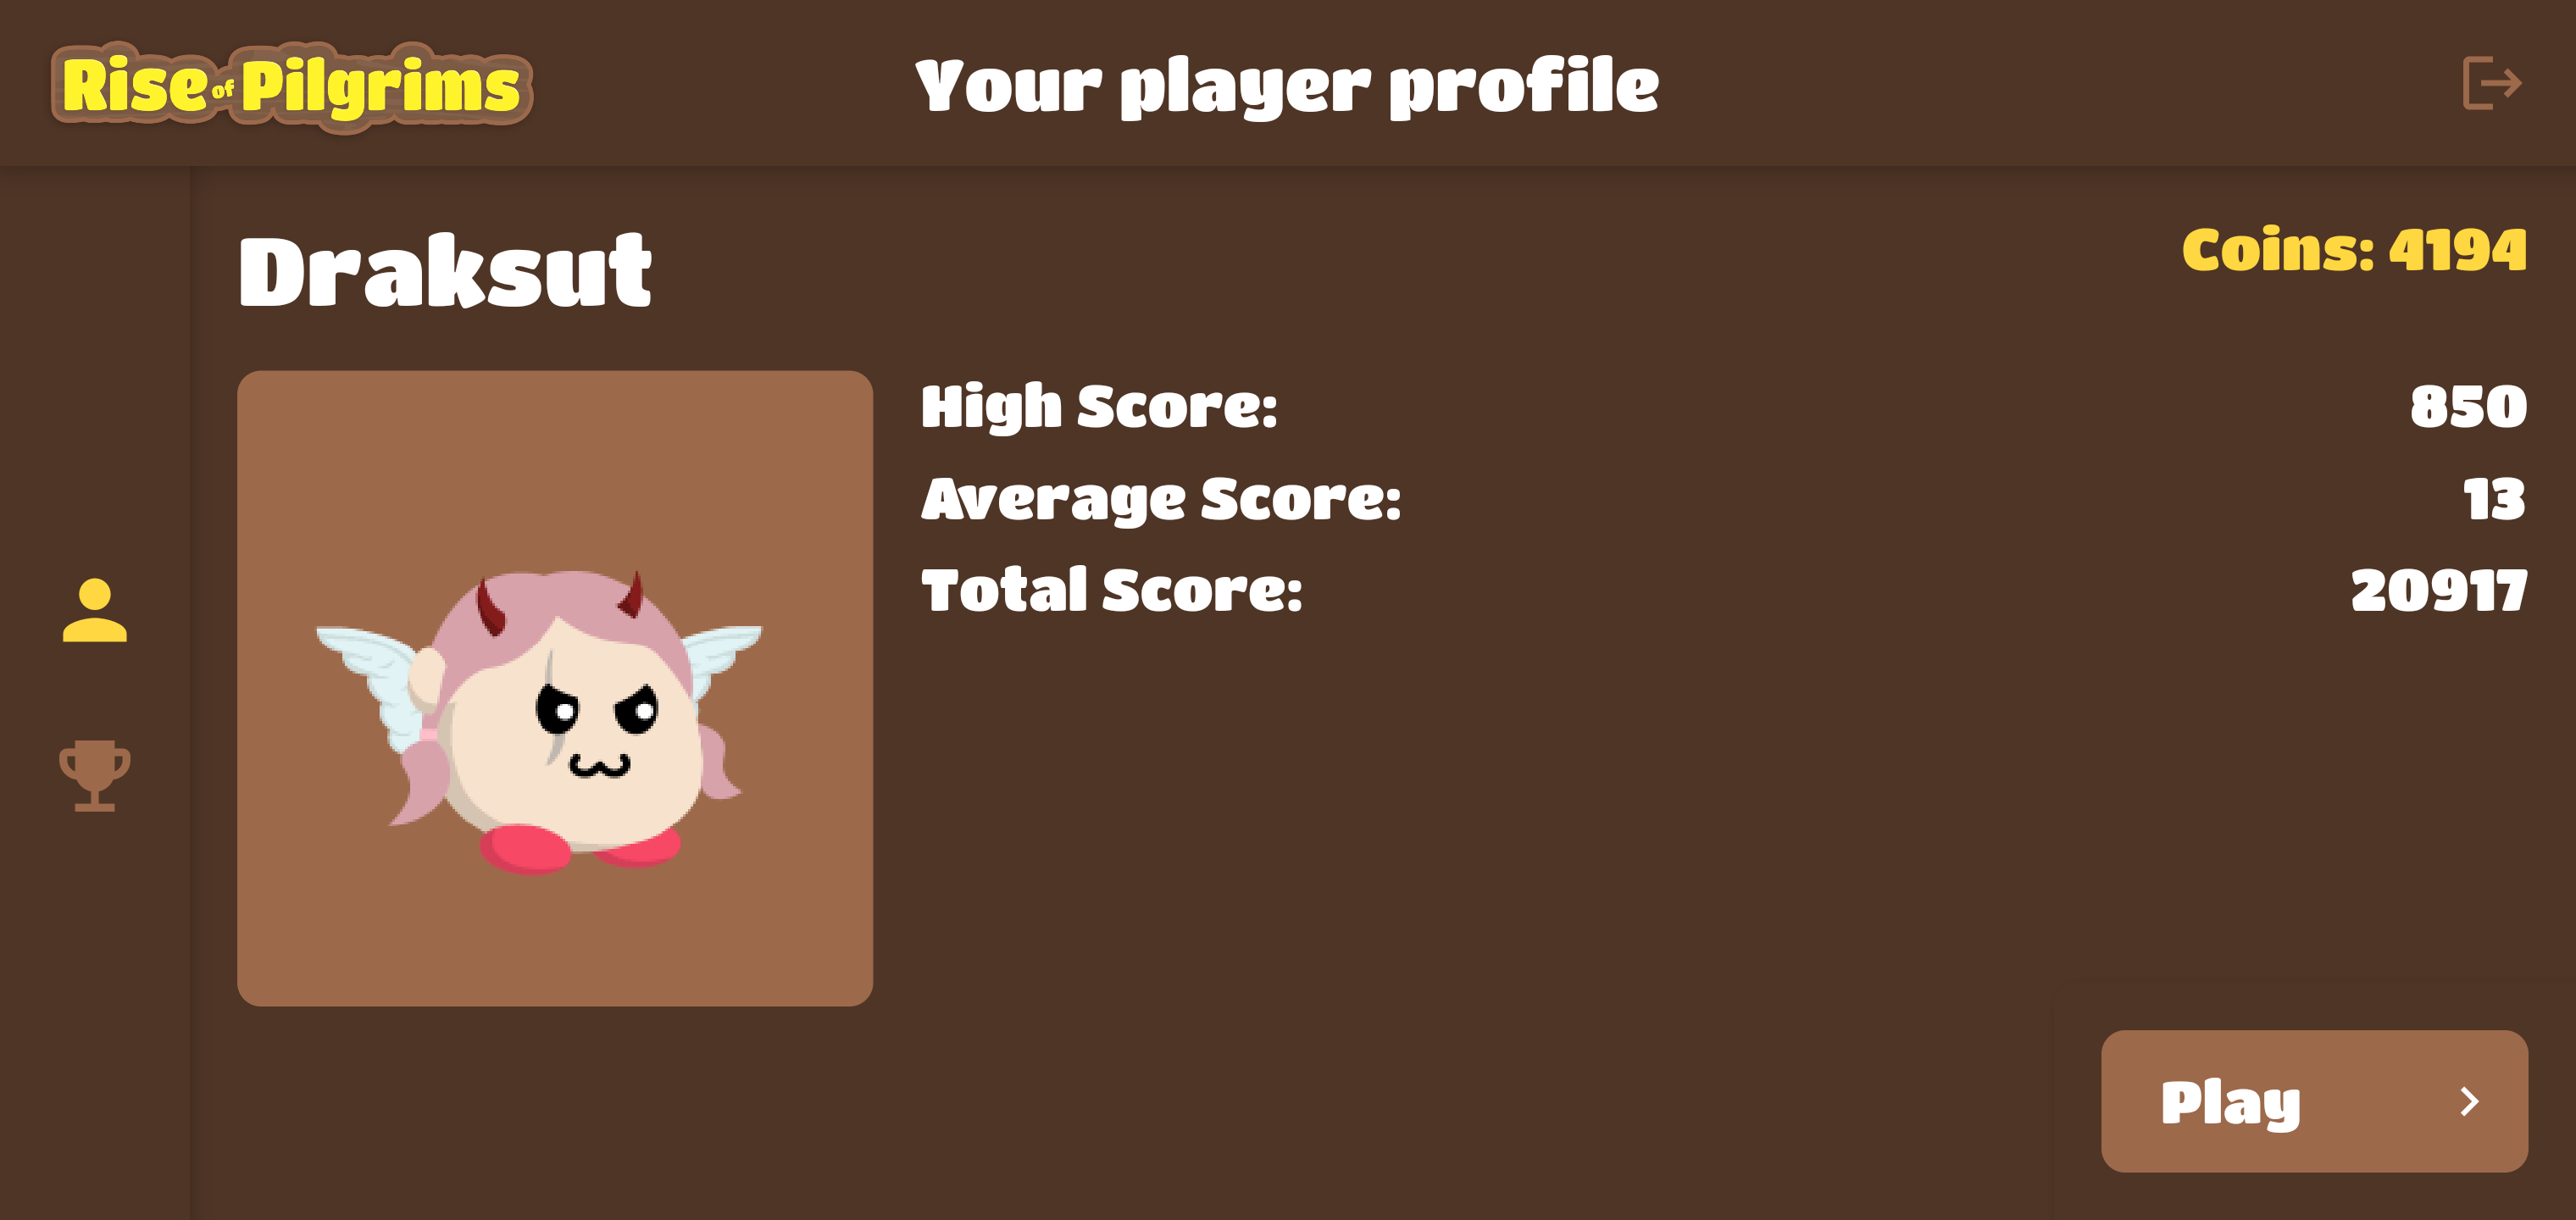 Rise of Pilgrims
Your player profile
Draksut
Coins: 4194
High Score: 850
Average Score: 13
Total Score: 20917
Play